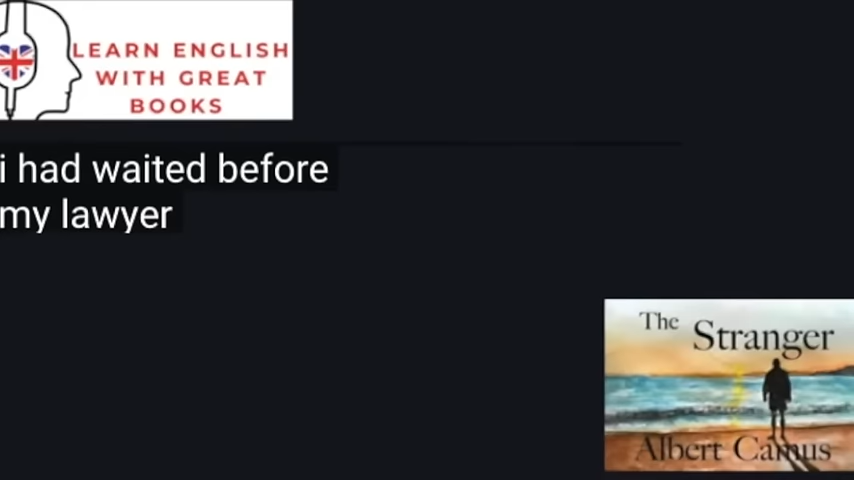 LEARN ENGLISH
WITH GREAT
BOOKS
i had waited before
my lawyer
The Stranger
Albert Camus